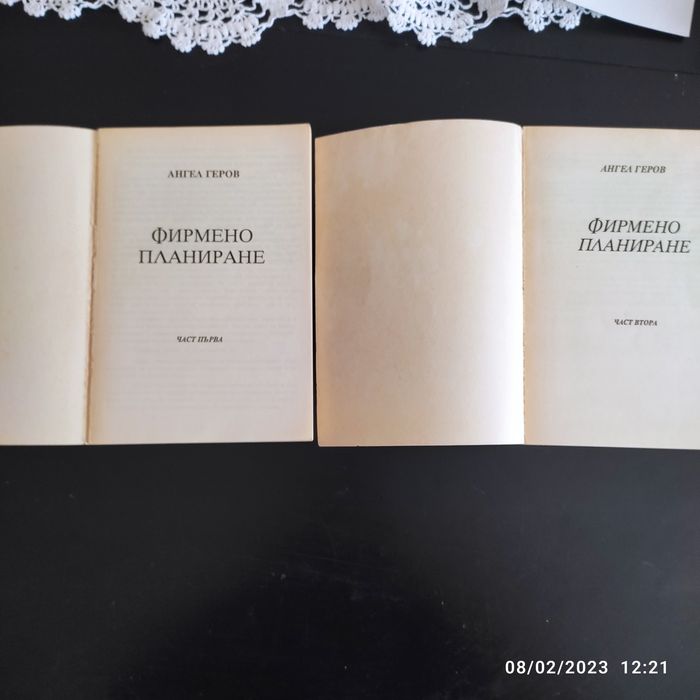 АНГЕЛ ГЕРОВ
ФИРМЕНО
ПЛАНИРАНЕ
ЧАСТ ПЪРВА
АНГЕЛ ГЕРОВ
ФИРМЕНО
ПЛАНИРАНЕ
ЧАСТ ВТОРА
08/02/2023 12:21